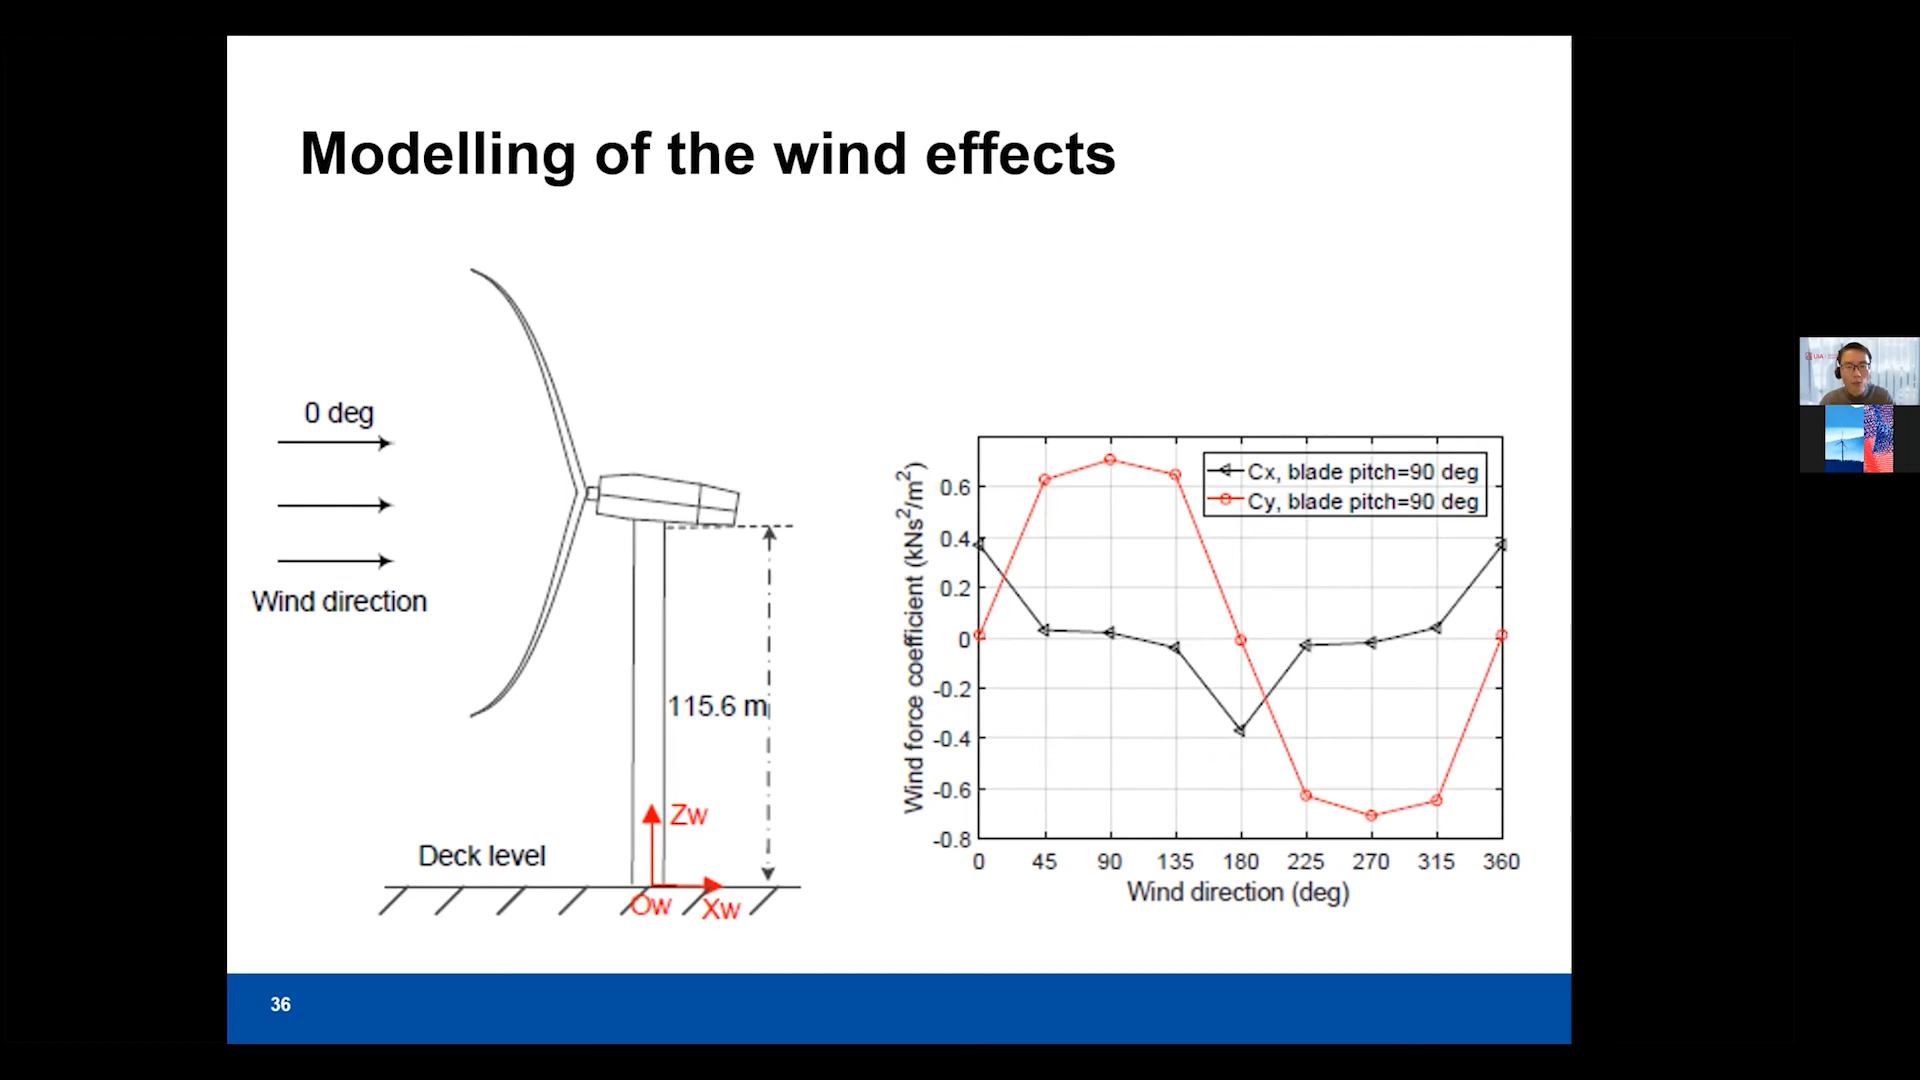 Modelling of the wind effects
0 deg
Wind direction
115.6 m
Zw
Deck level
Ow
Xw
Wind force coefficient (kNs²/m²)
Cx, blade pitch=90 deg
Cy, blade pitch=90 deg
0.6
0.4
0.2
0
-0.2
-0.4
-0.6
-0.8
0 45 90 135 180 225 270 315 360
Wind direction (deg)
36